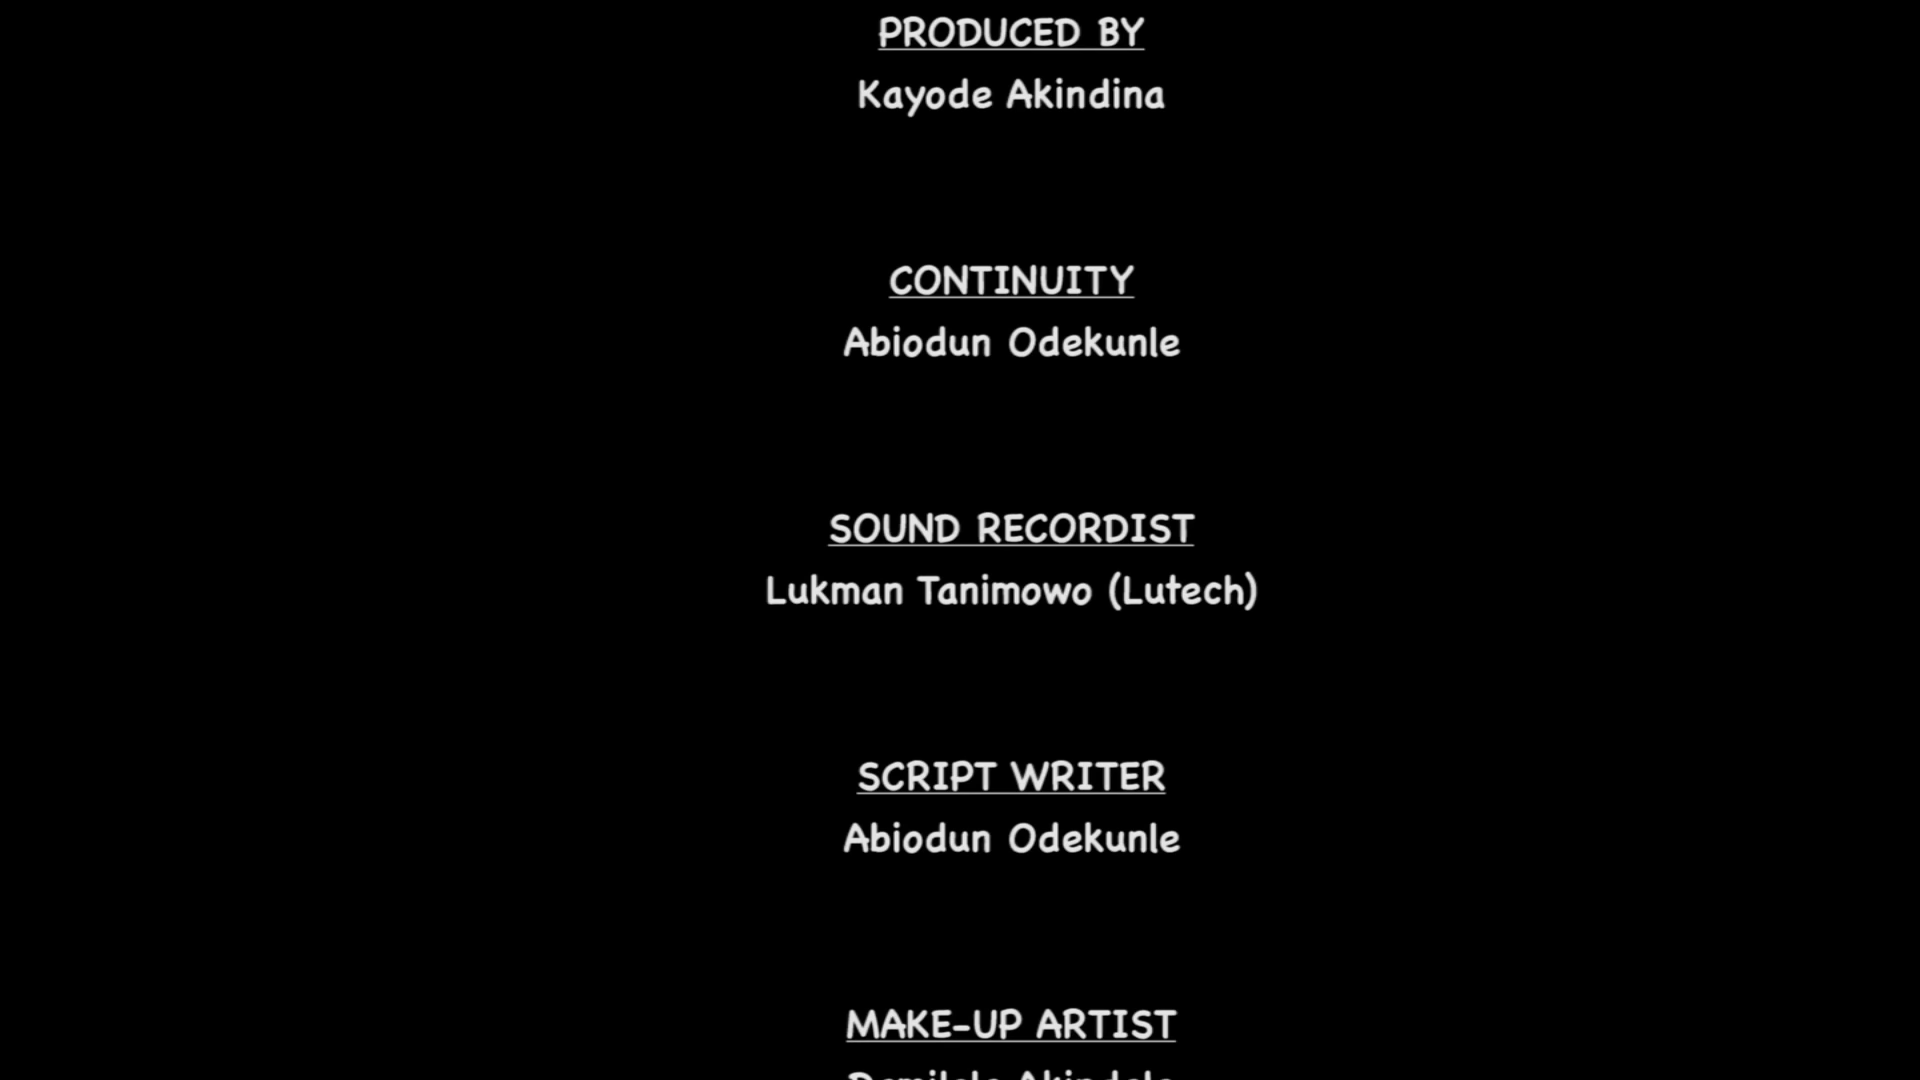 PRODUCED BY
Kayode Akindina
CONTINUITY
Abiodun Odekunle
SOUND RECORDIST
Lukman Tanimowo (Lutech)
SCRIPT WRITER
Abiodun Odekunle
MAKE-UP ARTIST